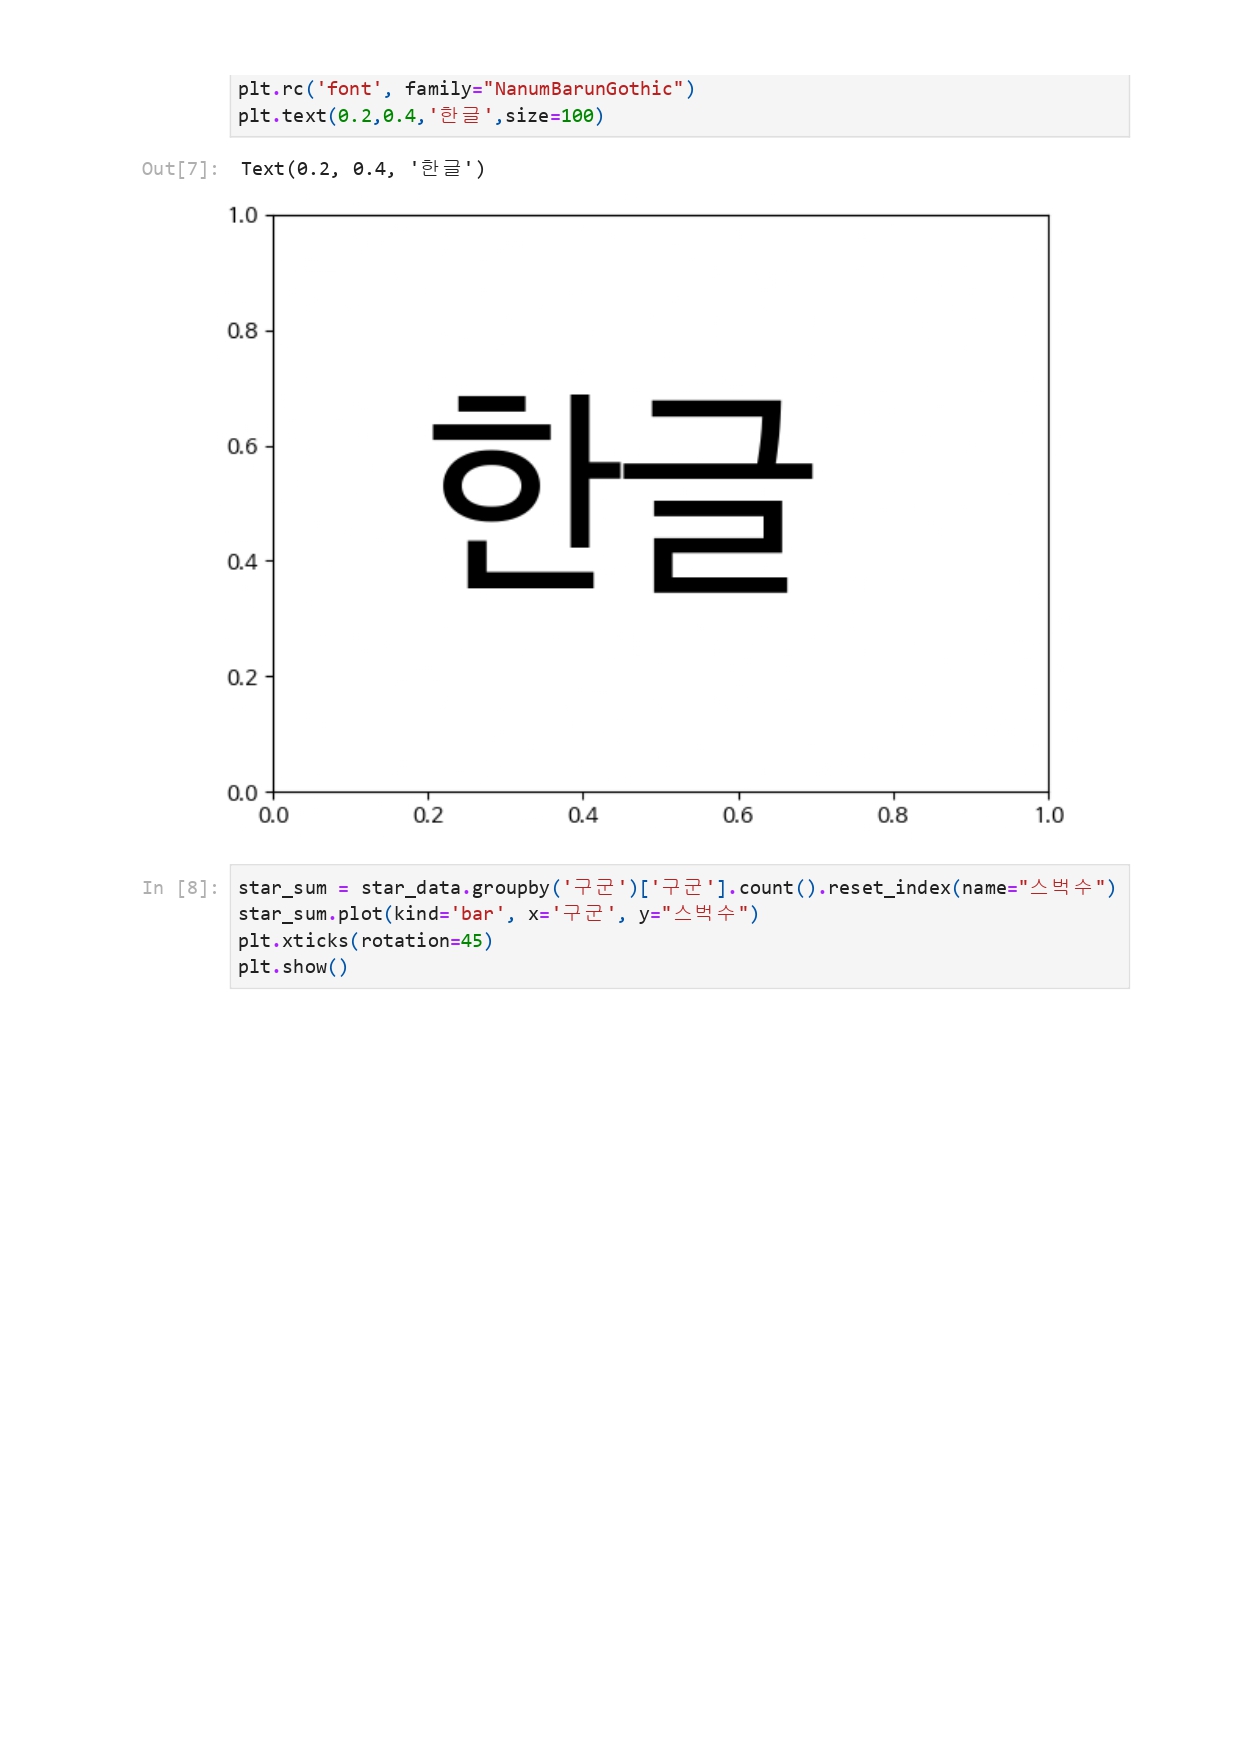 plt.rc('font', family="NanumBarunGothic")
plt.text(0.2,0.4,'한글',size=100)
Out[7]: Text(0.2, 0.4, '한글')
1.0
0.8
0.6
0.4
0.2
0.0
한글
0.0 0.2 0.4 0.6 0.8 1.0
In [8]: star_sum = star_data.groupby('구군')['구군'].count().reset_index(name="스벅수")
star_sum.plot(kind='bar', x='구군', y="스벅수")
plt.xticks(rotation=45)
plt.show()